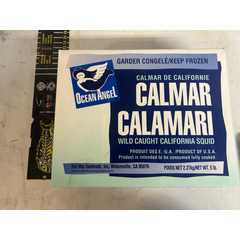 GARDER CONGELÉ/KEEP FROZEN
OCEAN ANGEL
CALMAR DE CALIFORNIE
CALMAR
CALAMARI
WILD CAUGHT CALIFORNIA SQUID
PRODUIT DES E.-U.A. /PRODUCT OF U.S.A.
Product is intended to be consumed fully cooked.
Del Mar Seafoods, Inc. Watsonville, CA 95076
POIDS NET 2.27kg/NET WT. 5 lb.